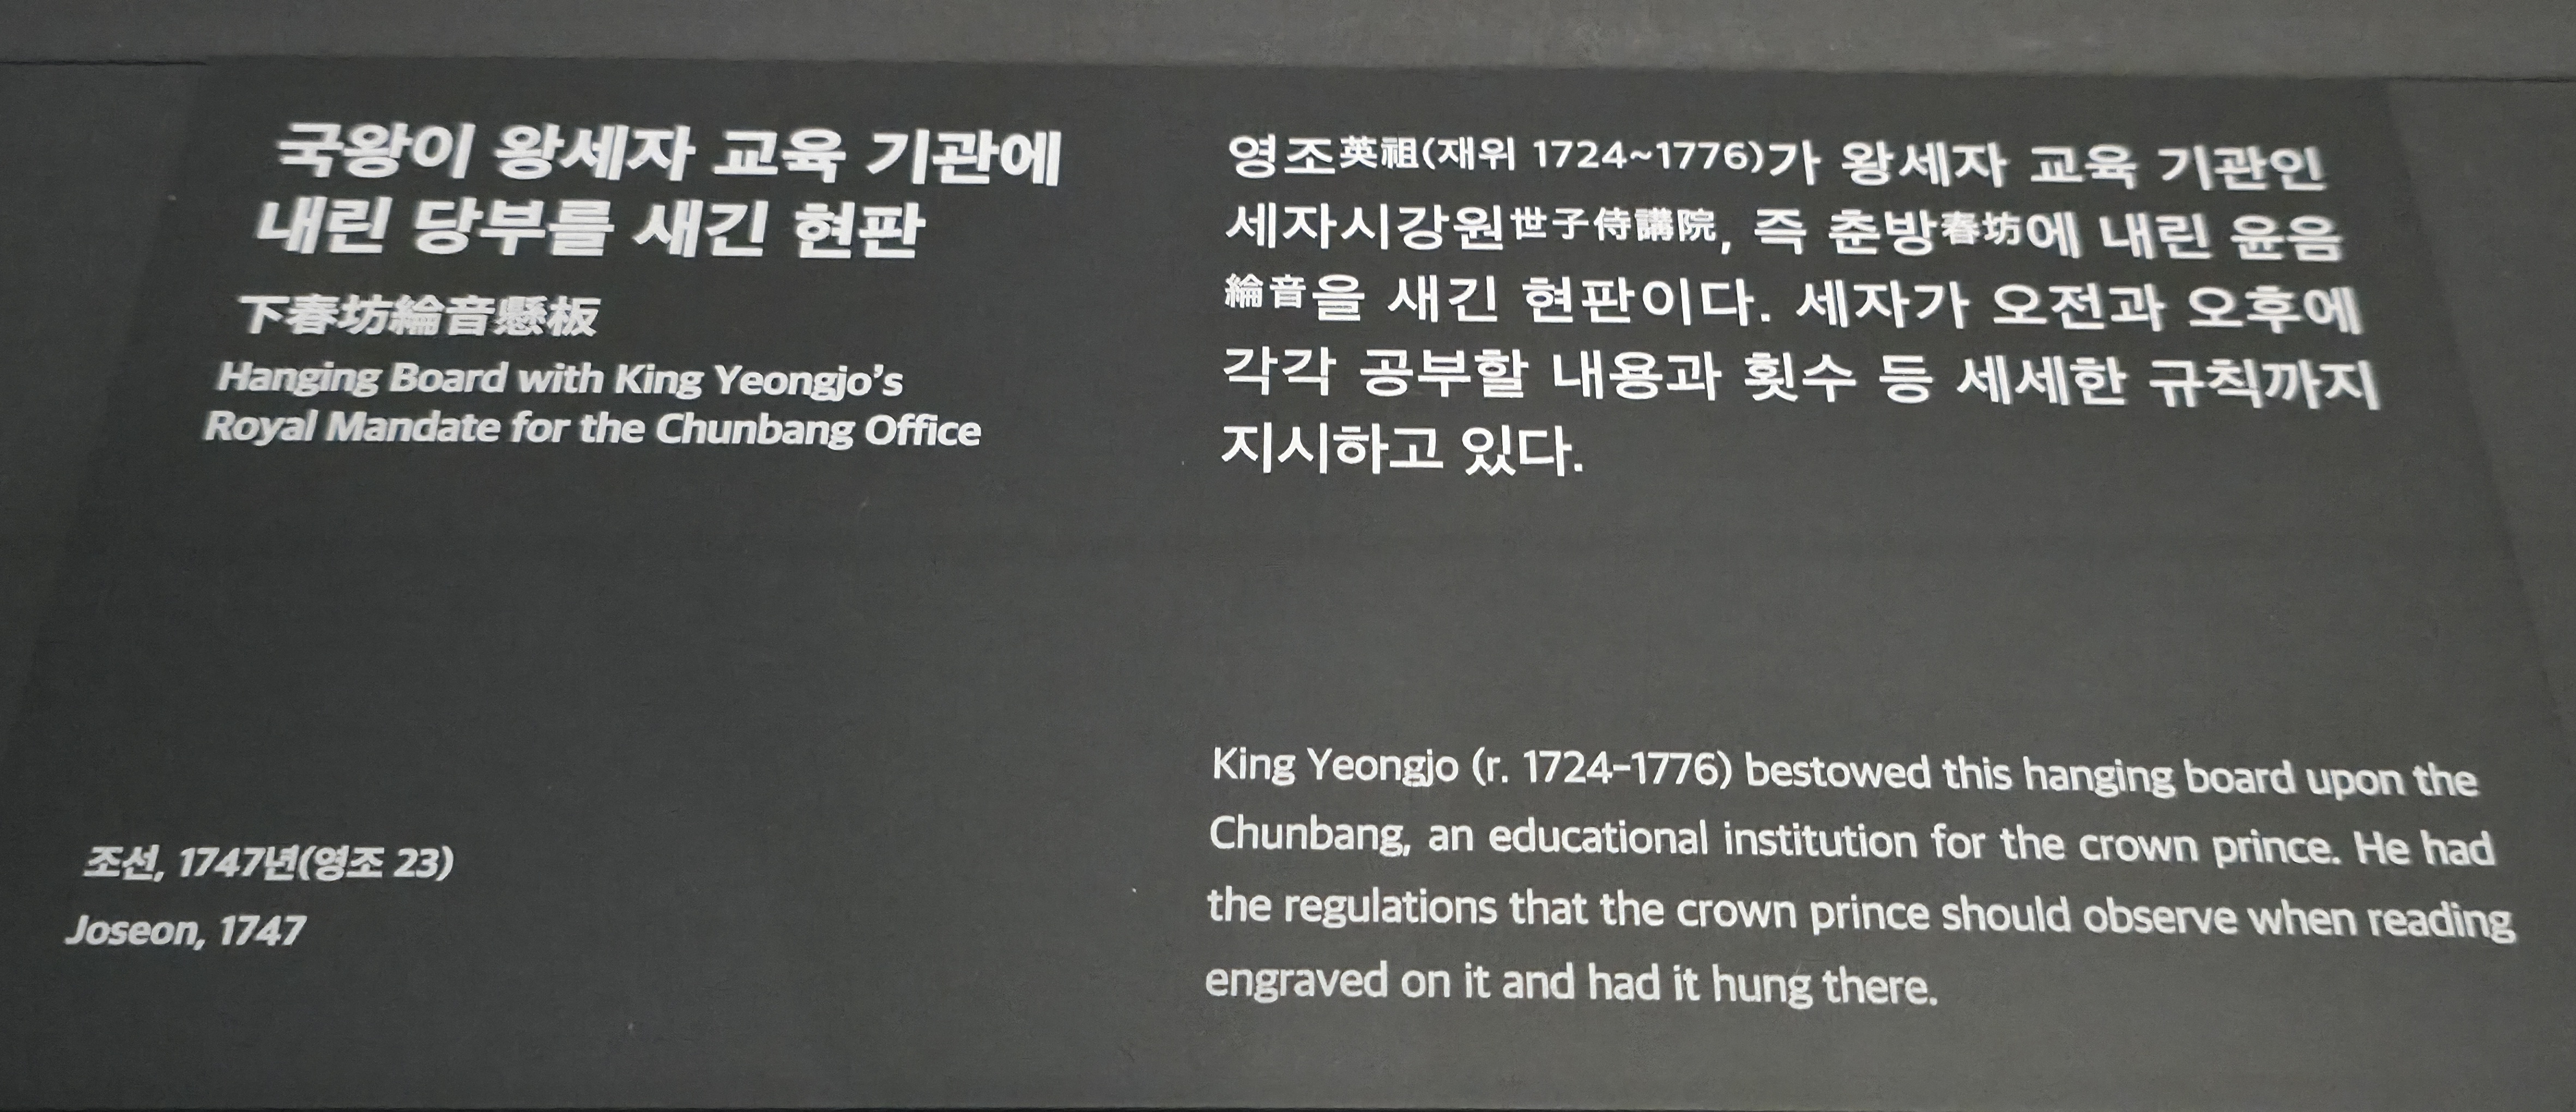 국왕이 왕세자 교육 기관에
내린 당부를 새긴 현판
下春坊綸音懸板
Hanging Board with King Yeongjo's
Royal Mandate for the Chunbang Office
조선, 1747년(영조 23)
Joseon, 1747
영조英祖(재위 1724~1776)가 왕세자 교육 기관인
세자시강원世子侍講院, 즉 춘방春坊에 내린 윤음
綸音을 새긴 현판이다. 세자가 오전과 오후에
각각 공부할 내용과 횟수 등 세세한 규칙까지
지시하고 있다.
King Yeongjo (r. 1724–1776) bestowed this hanging board upon the
Chunbang, an educational institution for the crown prince. He had
the regulations that the crown prince should observe when reading
engraved on it and had it hung there.